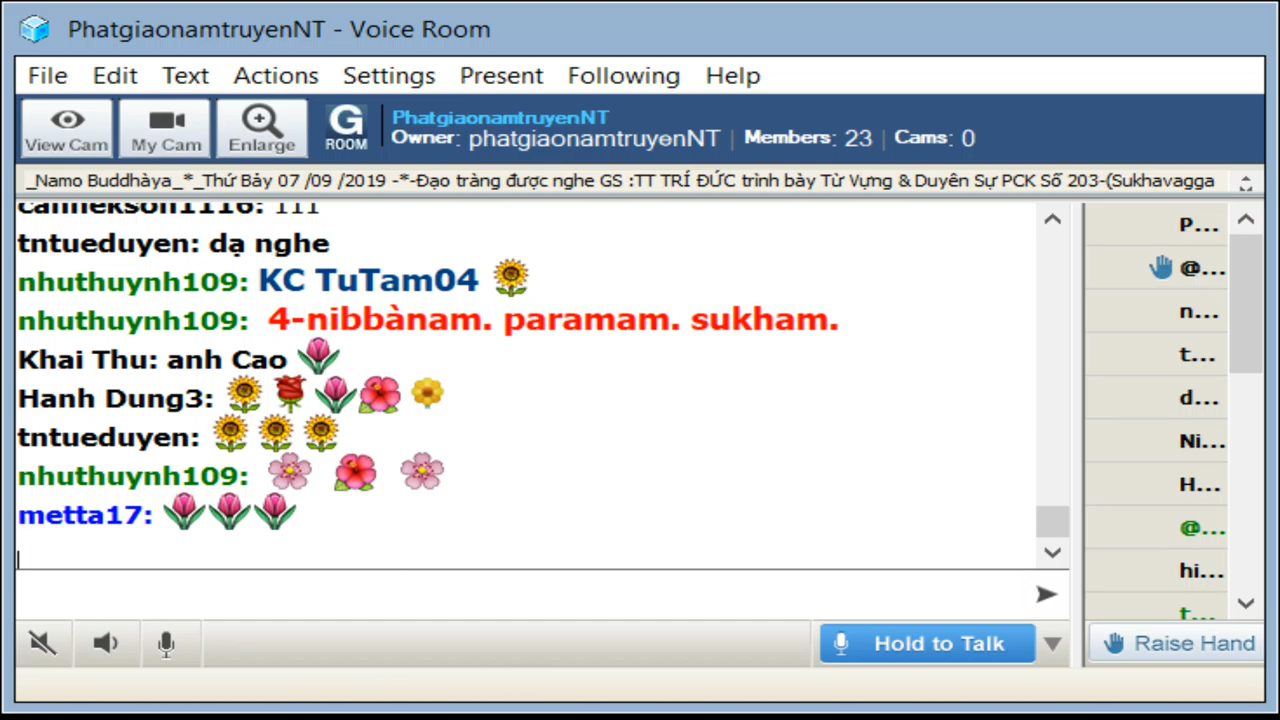 PhatgiaonamtruyenNT - Voice Room
File Edit Text Actions Settings Present Following Help
View Cam My Cam Enlarge G ROOM
PhatgiaonamtruyenNT
Owner: phatgiaonamtruyenNT | Members: 23 | Cams: 0
_Namo Buddhàya_*_Thứ Bảy 07 /09 /2019 -*-Đạo tràng được nghe GS :TT TRÍ ĐỨC trình bày Từ Vựng & Duyên Sự PCK Số 203-(Sukhavagga
tntueduyen: dạ nghe
nhuthuynh109: KC TuTam04
nhuthuynh109: 4-nibbànam. paramam. sukham.
Khai Thu: anh Cao
Hanh Dung3:
tntueduyen:
nhuthuynh109:
metta17:
P...
@...
n...
t...
d...
Ni...
H...
@...
hi...
t...
Hold to Talk
Raise Hand